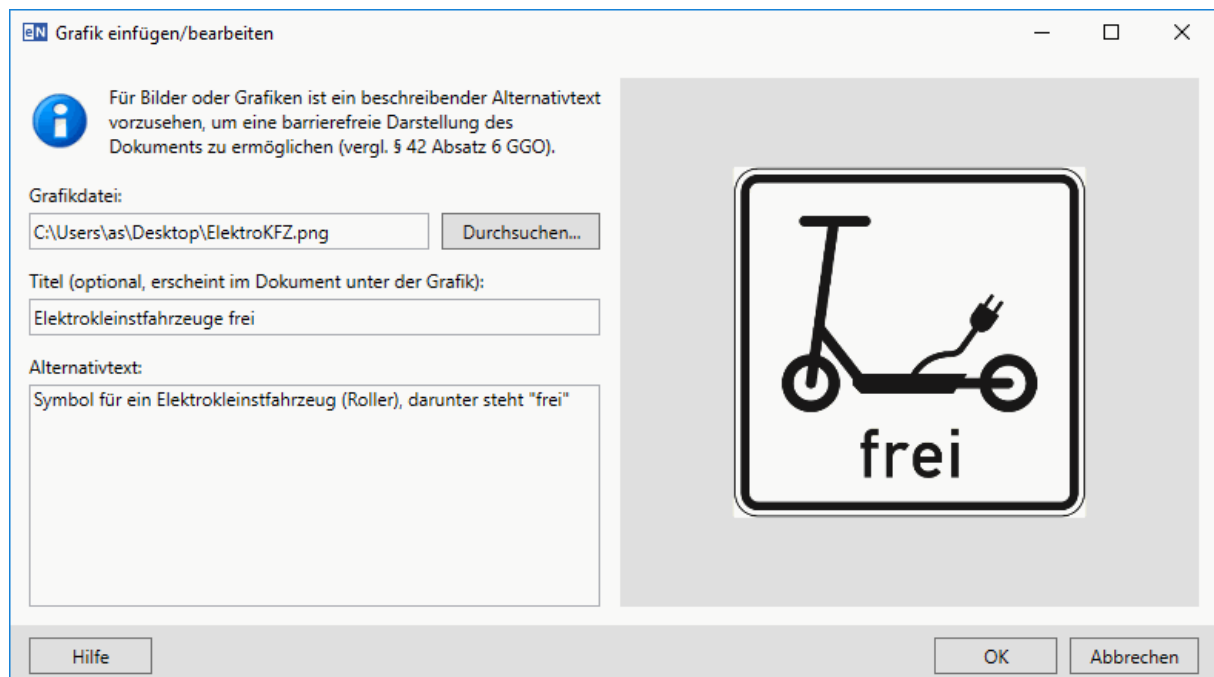 eN Grafik einfügen/bearbeiten
Für Bilder oder Grafiken ist ein beschreibender Alternativtext
vorzusehen, um eine barrierefreie Darstellung des
Dokuments zu ermöglichen (vergl. § 42 Absatz 6 GGO).
Grafikdatei:
C:\Users\as\Desktop\ElektroKFZ.png
Durchsuchen...
Titel (optional, erscheint im Dokument unter der Grafik):
Elektrokleinstfahrzeuge frei
Alternativtext:
Symbol für ein Elektrokleinstfahrzeug (Roller), darunter steht "frei"
frei
Hilfe
OK
Abbrechen